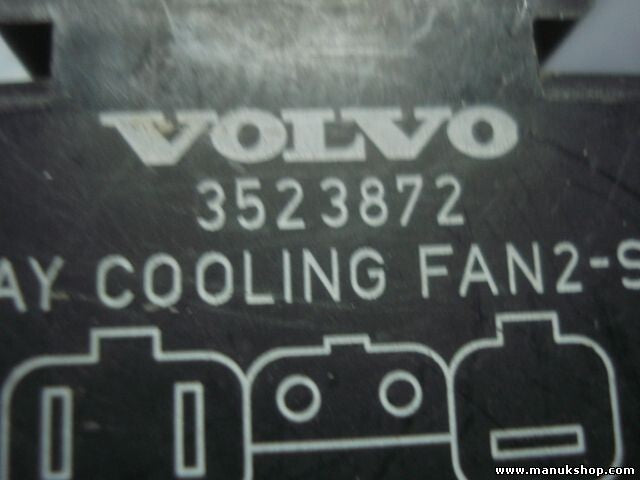 VOLVO
3523872
AY COOLING FAN2-S
www.manukshop.com